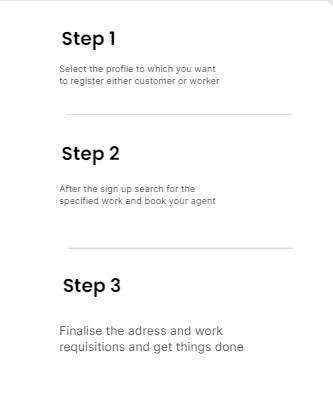 Step 1
Select the profile to which you want
to register either customer or worker
Step 2
After the sign up search for the
specified work and book your agent
Step 3
Finalise the adress and work
requisitions and get things done